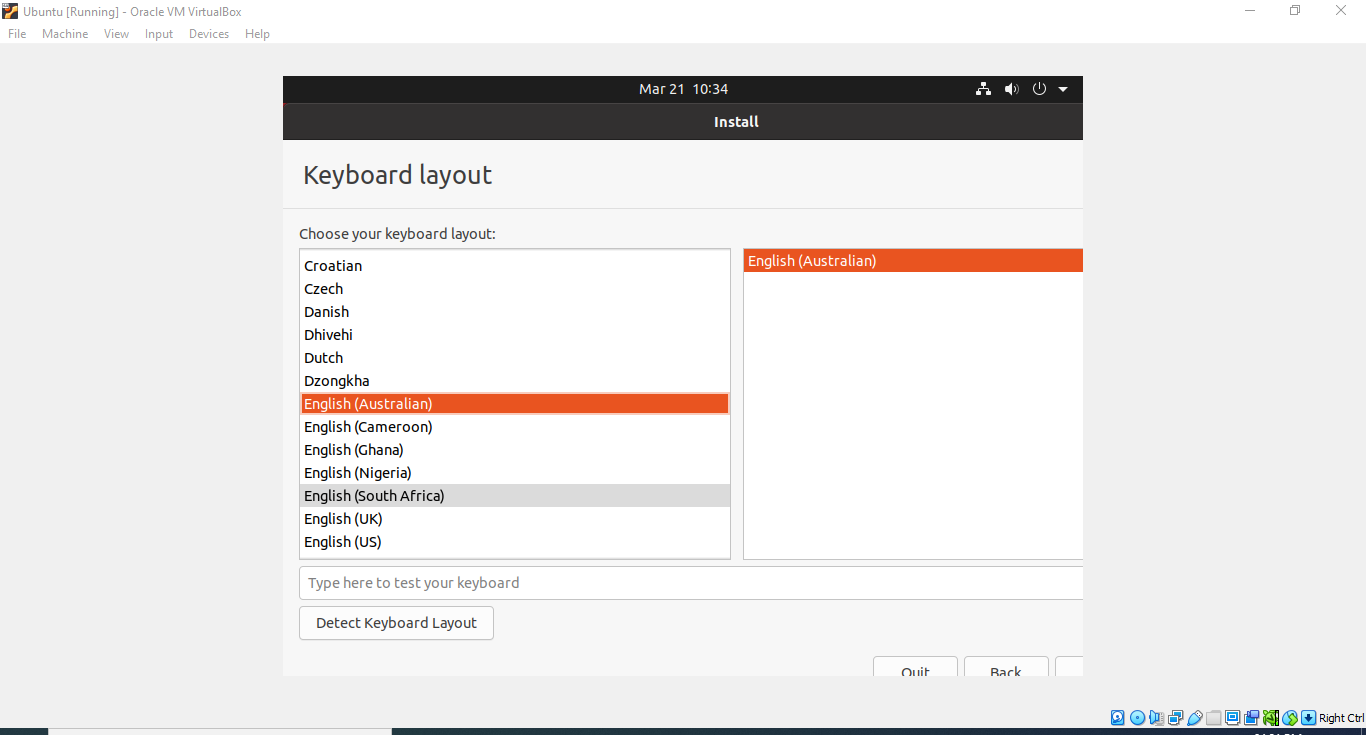 Ubuntu [Running] - Oracle VM VirtualBox
File Machine View Input Devices Help
Mar 21 10:34
Install
Keyboard layout
Choose your keyboard layout:
Croatian
Czech
Danish
Dhivehi
Dutch
Dzongkha
English (Australian)
English (Cameroon)
English (Ghana)
English (Nigeria)
English (South Africa)
English (UK)
English (US)
English (Australian)
Type here to test your keyboard
Detect Keyboard Layout
Quit Back
Right Ctrl